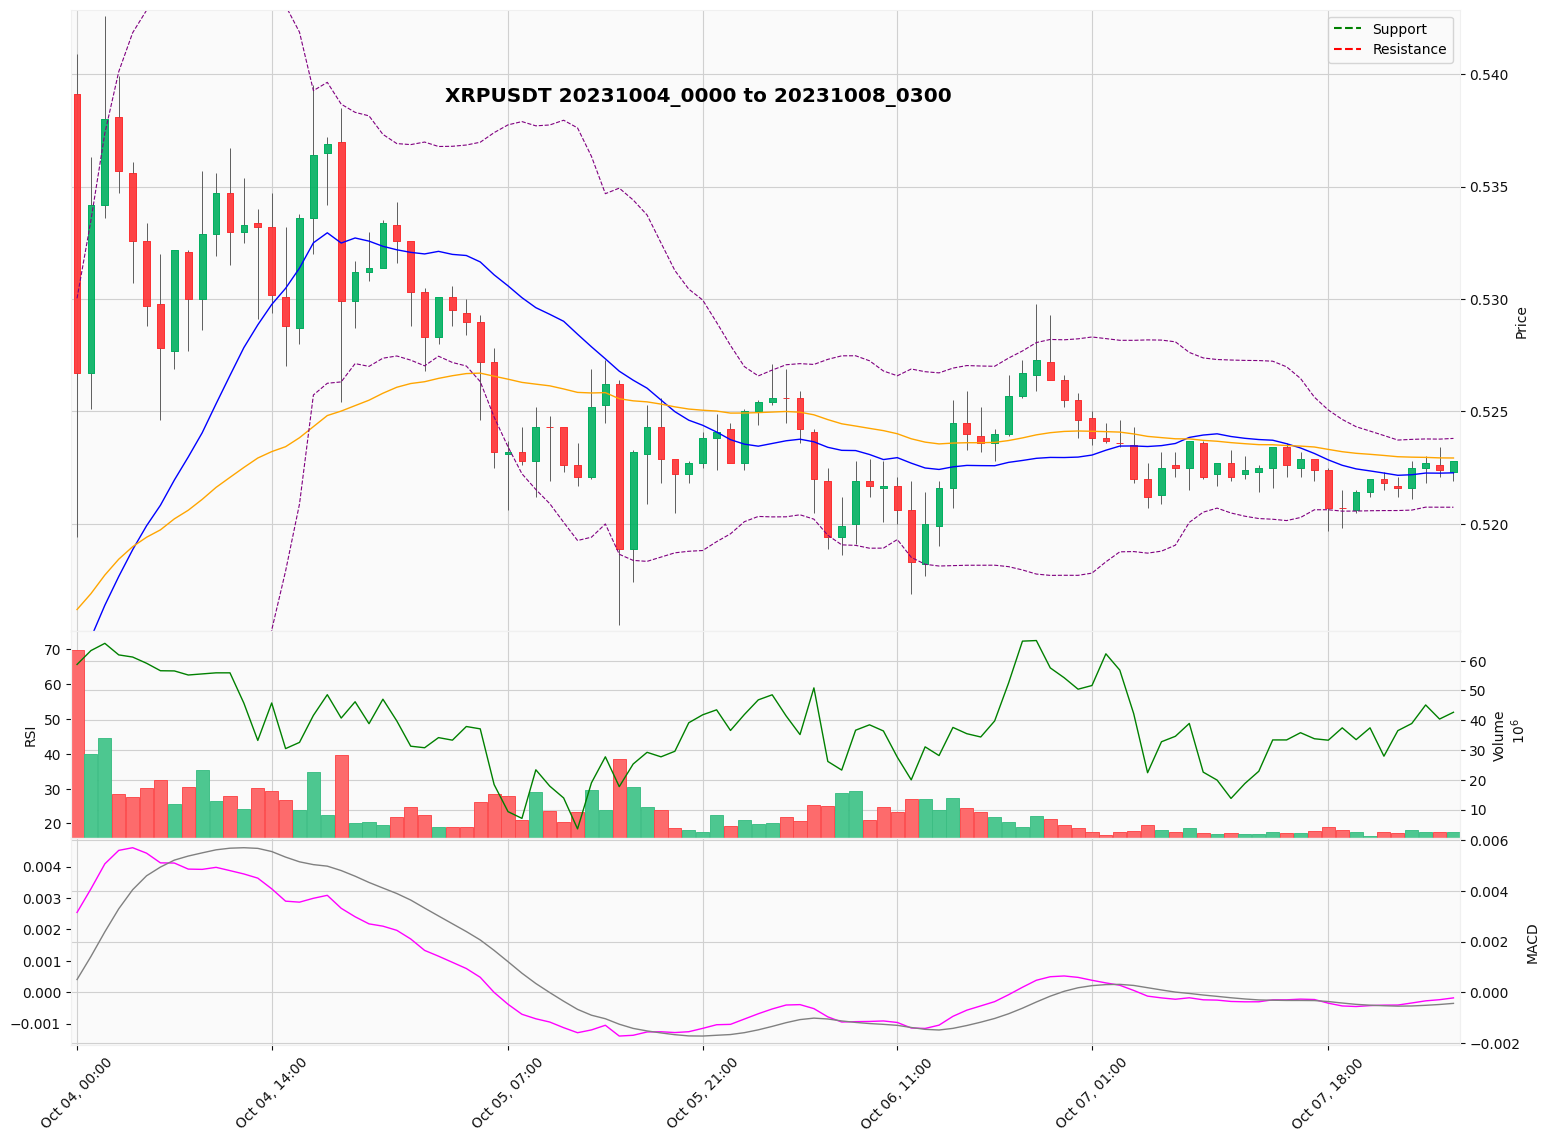 Support
Resistance
XRPUSDT 20231004_0000 to 20231008_0300
0.540
0.535
0.530
0.525
0.520
Price
70
60
50
40
30
20
RSI
60
50
40
30
20
10
Volume
10^6
0.004
0.003
0.002
0.001
0.000
−0.001
0.006
0.004
0.002
0.000
−0.002
MACD
Oct 04, 00:00
Oct 04, 14:00
Oct 05, 07:00
Oct 05, 21:00
Oct 06, 11:00
Oct 07, 01:00
Oct 07, 18:00